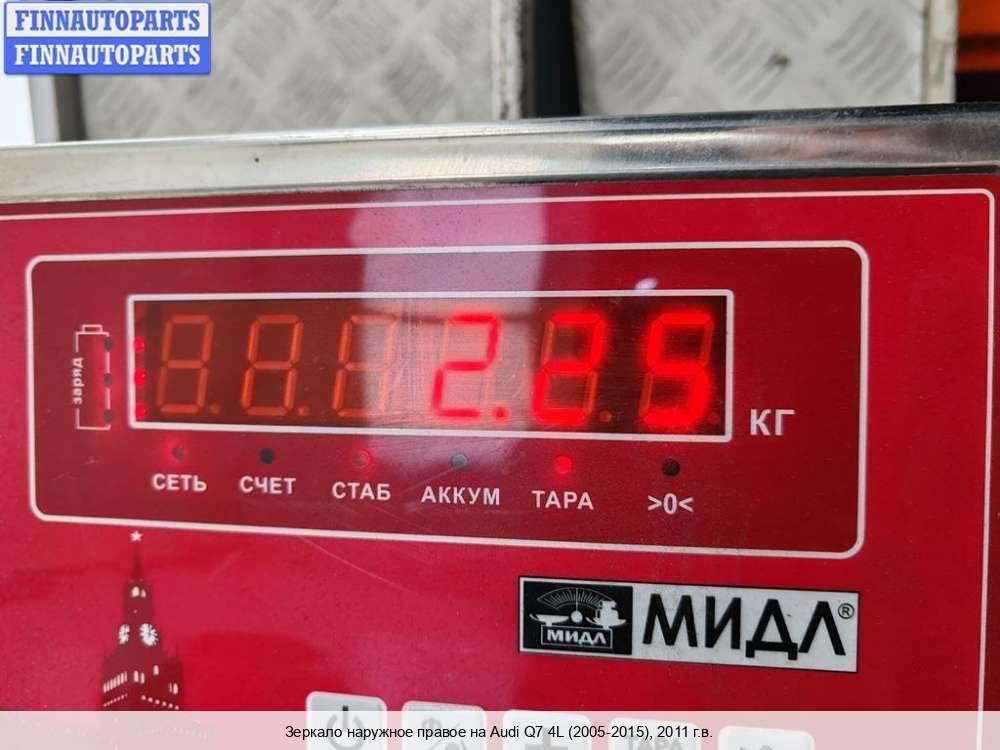 FINNAUTOPARTS
FINNAUTOPARTS
заряд
2.25
КГ
СЕТЬ СЧЕТ СТАБ АККУМ ТАРА >0<
МИДЛ МИДЛ®
ТАРА
Зеркало наружное правое на Audi Q7 4L (2005-2015), 2011 г.в.